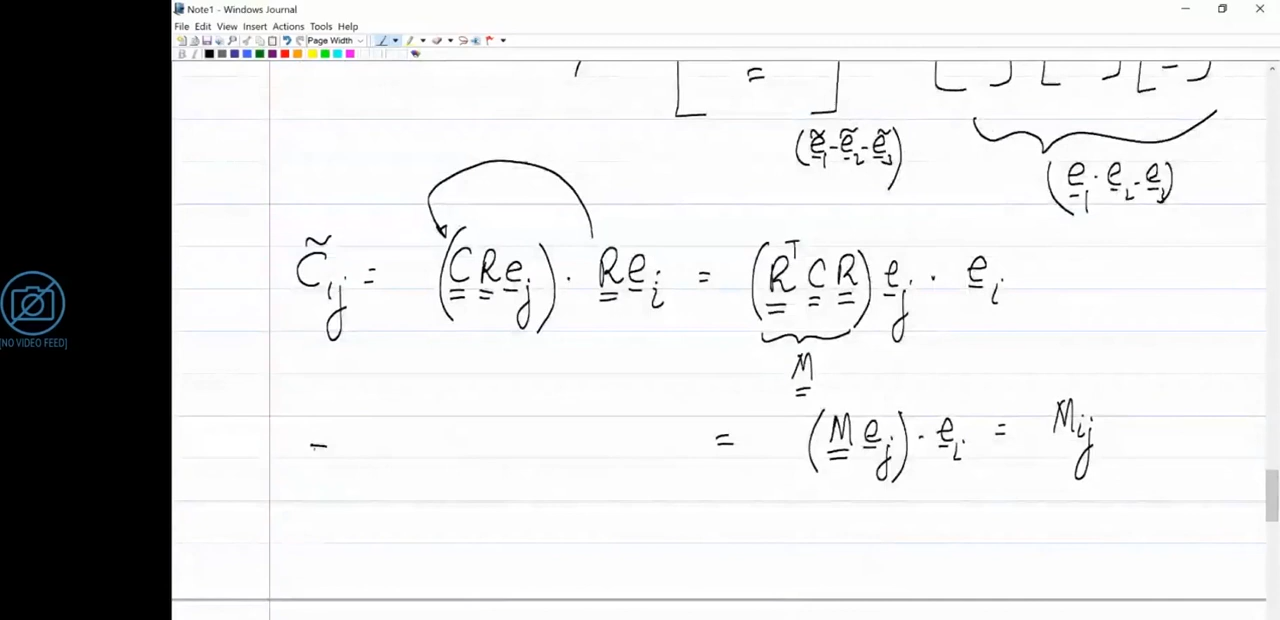 Note1 - Windows Journal
File Edit View Insert Actions Tools Help
Page Width
[ = ] [ ] [ ] [ = ]
(ẽ₁-ẽ₂-ẽ₃)
(e₁-e₂-e₃)
C̃ᵢⱼ = (C R eⱼ) · R eᵢ = (Rᵀ C R) eⱼ · eᵢ
M
= (M eⱼ) · eᵢ = Mᵢⱼ
[NO VIDEO FEED]